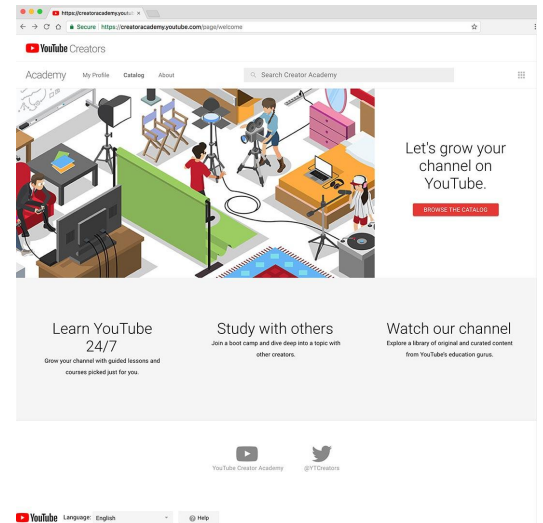 https://creatoracademy.youtub
Secure https://creatoracademy.youtube.com/page/welcome
YouTube Creators
Academy My Profile Catalog About Search Creator Academy
Let's grow your
channel on
YouTube.
BROWSE THE CATALOG
Learn YouTube
24/7
Grow your channel with guided lessons and
courses picked just for you.
Study with others
Join a boot camp and dive deep into a topic with
other creators.
Watch our channel
Explore a library of original and curated content
from YouTube's education gurus.
YouTube Creator Academy @YTCreators
YouTube Language: English Help